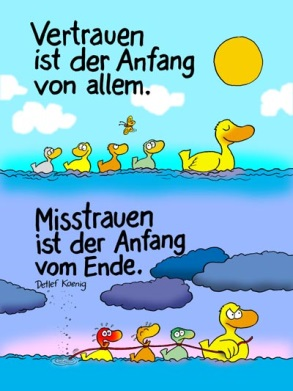 Vertrauen
ist der Anfang
von allem.
Misstrauen
ist der Anfang
vom Ende.
Detlef Koenig